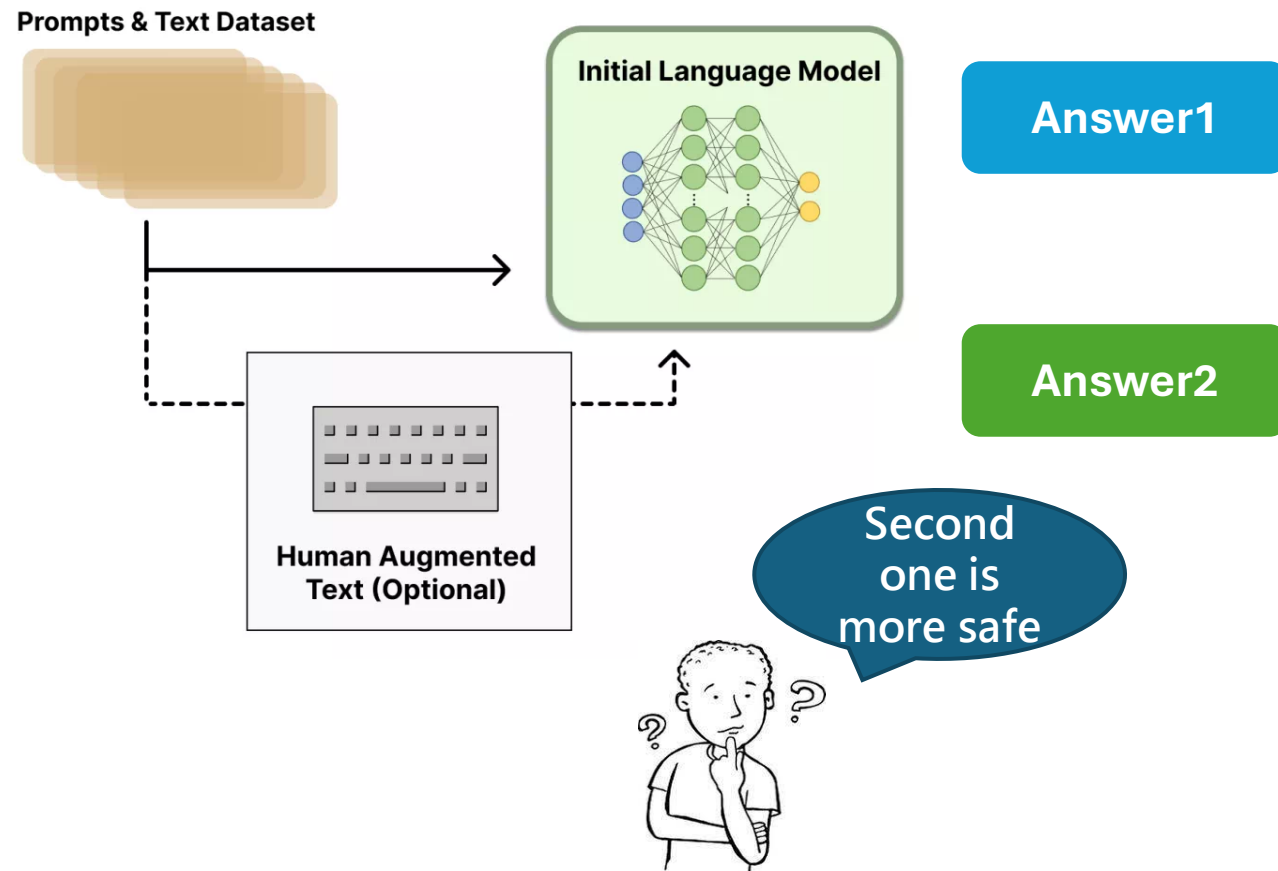 Prompts & Text Dataset
Initial Language Model
Answer1
Answer2
Human Augmented
Text (Optional)
Second
one is
more safe
? ?